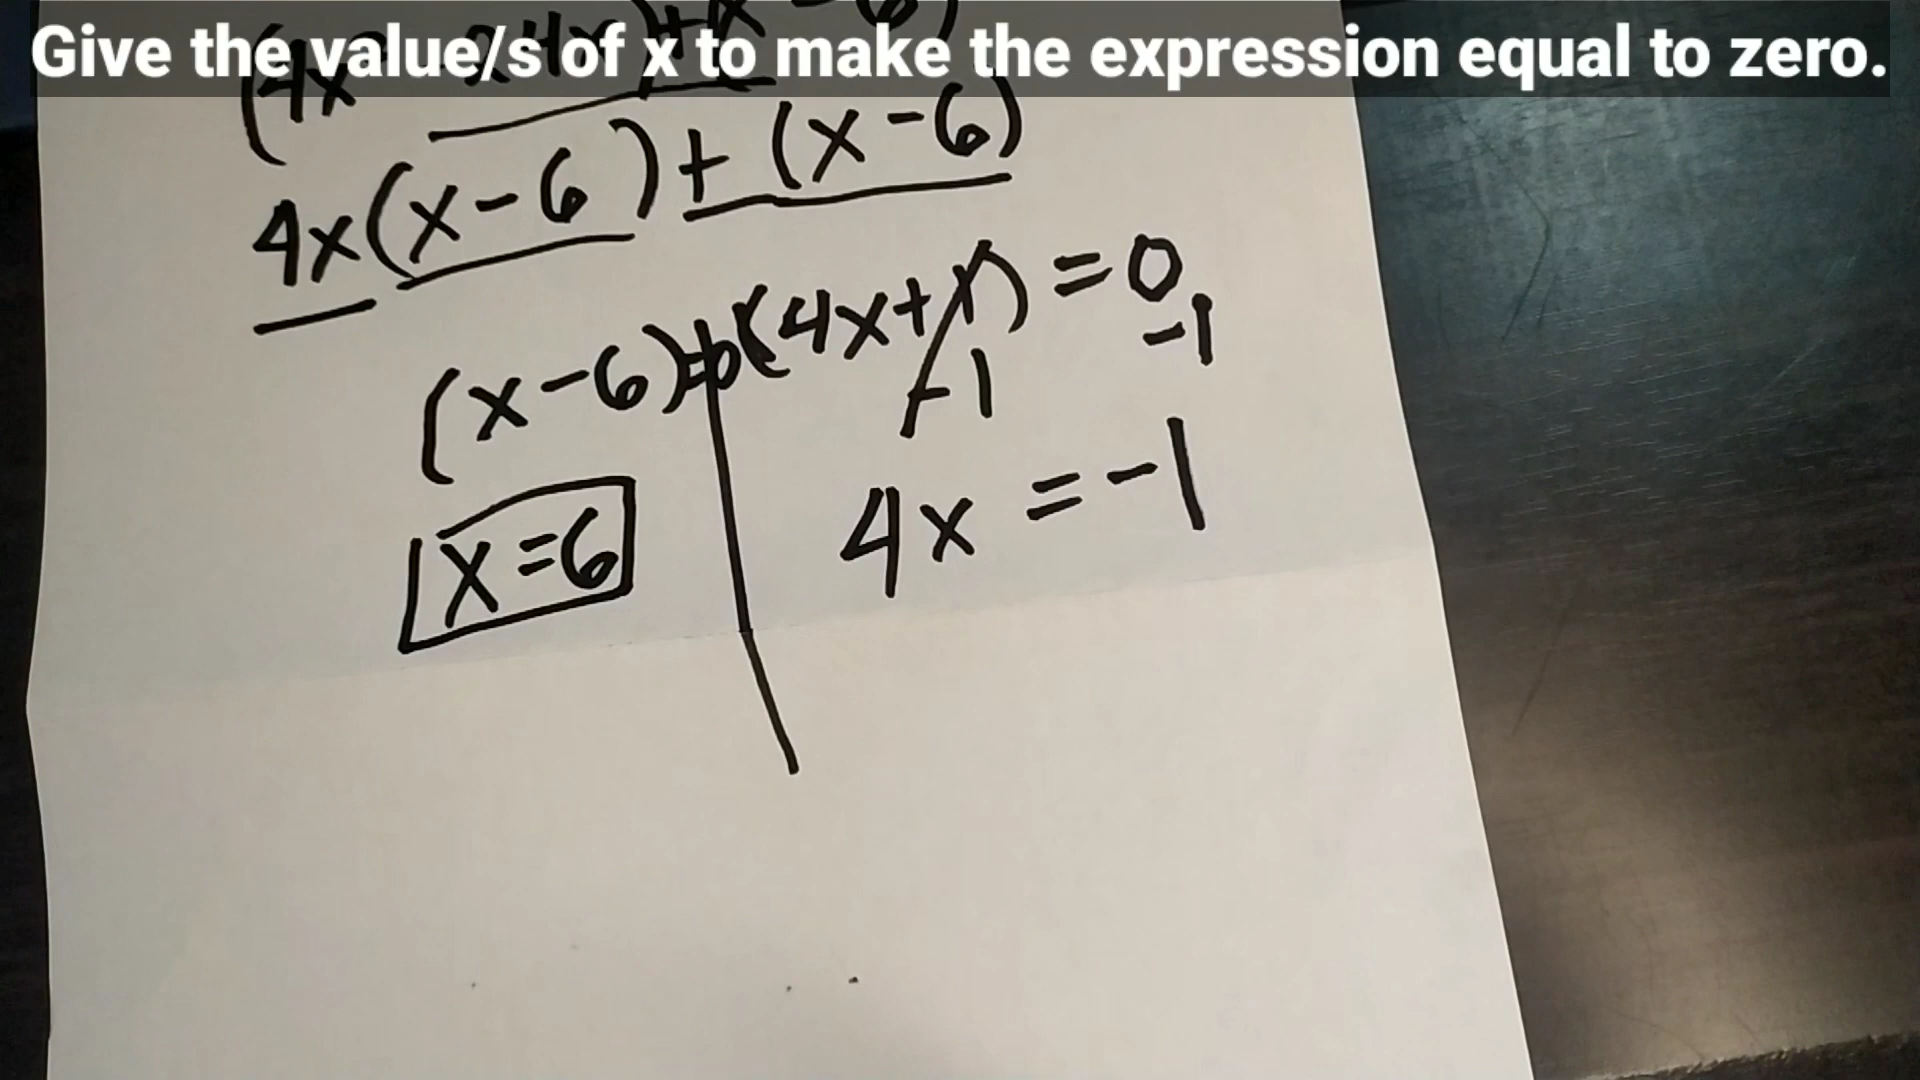 Give the value/s of x to make the expression equal to zero.
4x(x-6)+(x-6)
(x-6)(4x+1)=0
-1 -1
x=6
4x=-1